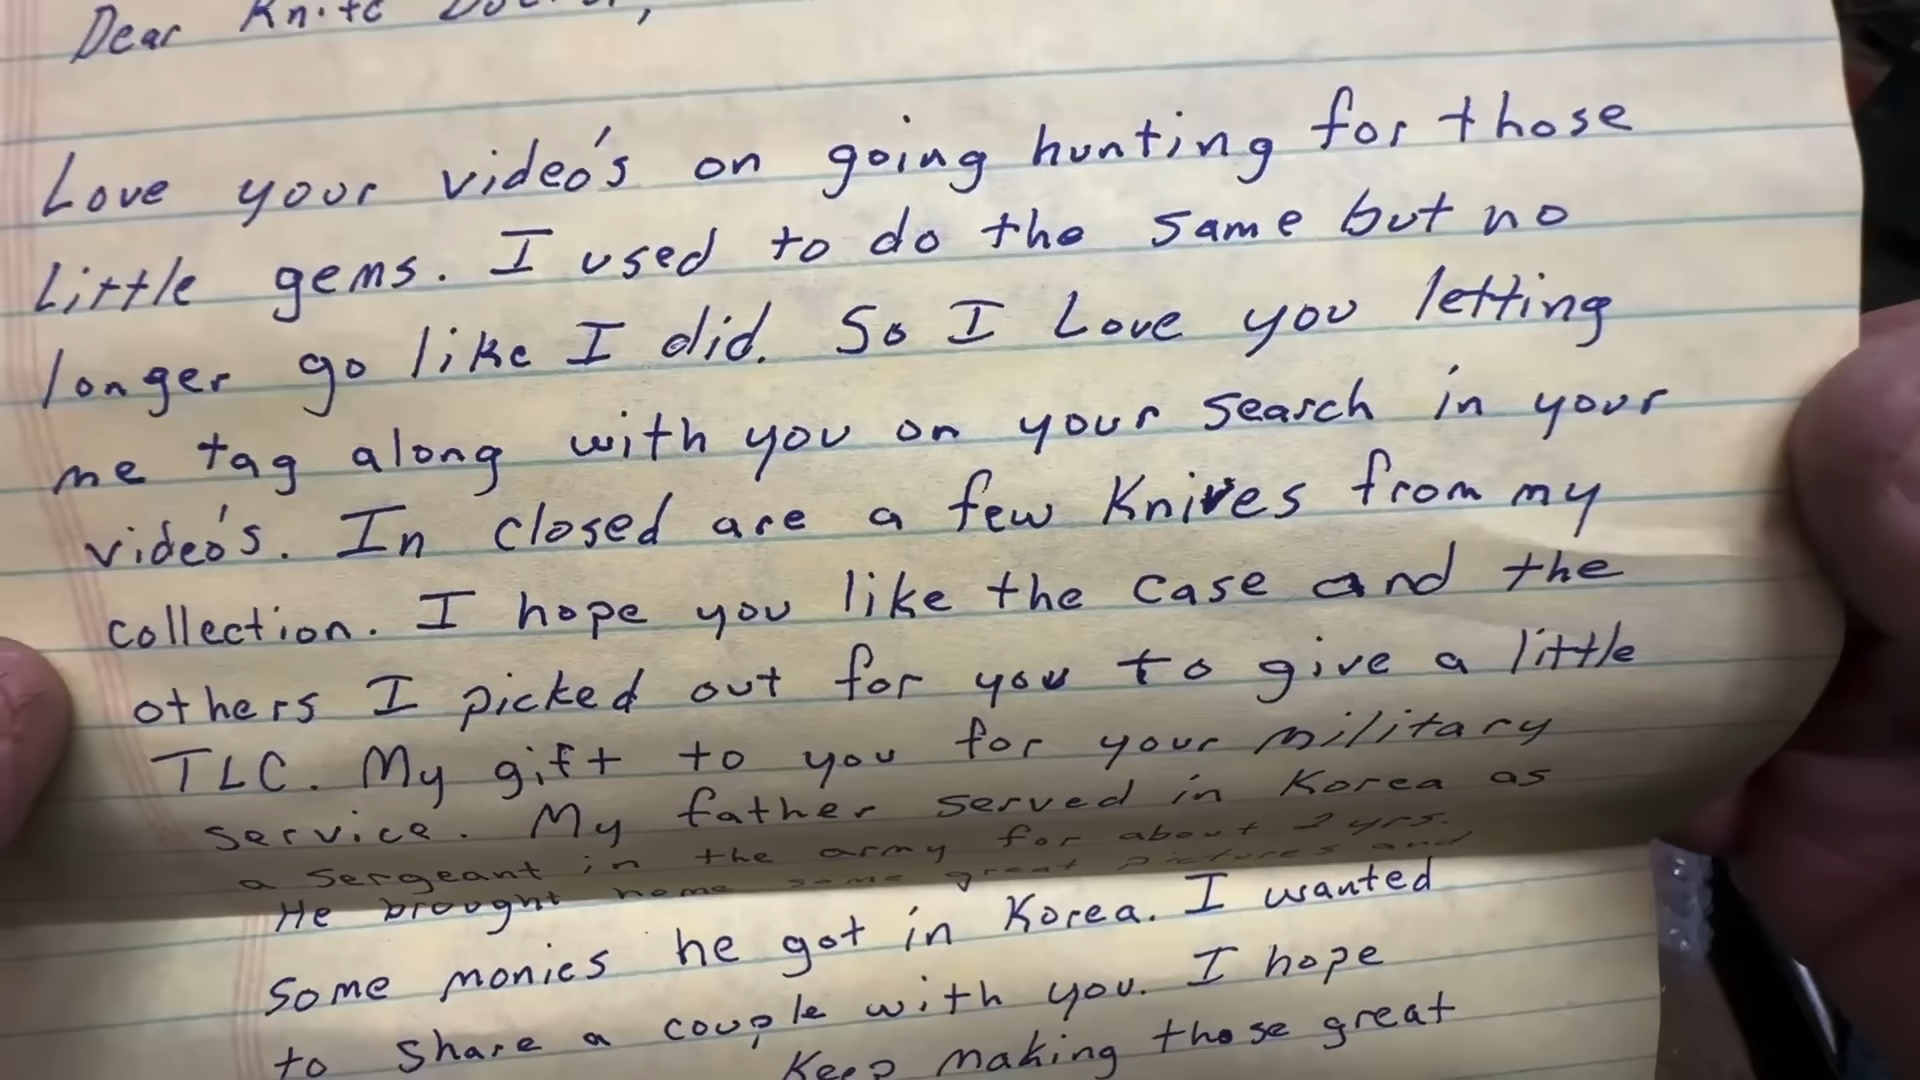 Dear Knife Doctor,
Love your video's on going hunting for those
little gems. I used to do the same but no
longer go like I did. So I Love you letting
me tag along with you on your search in your
video's. In closed are a few Knives from my
collection. I hope you like the case and the
others I picked out for you to give a little
TLC. My gift to you for your military
service. My father served in Korea as
a sergeant in the army for about 2 yrs.
He brought home some great pictures and
some monies he got in Korea. I wanted
to share a couple with you. I hope
Keep making those great